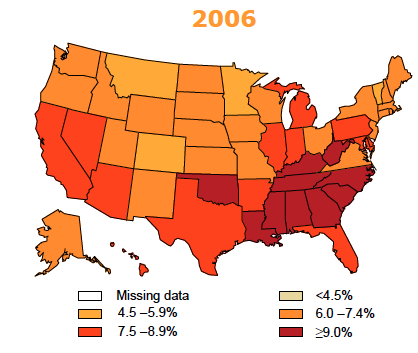 2006
Missing data <4.5%
4.5 –5.9% 6.0 –7.4%
7.5 –8.9% ≥9.0%